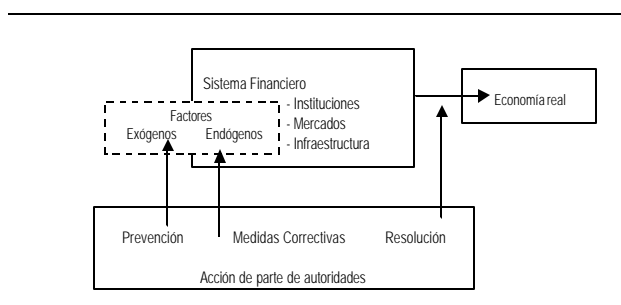 Sistema Financiero
- Instituciones
- Mercados
- Infraestructura
Factores
Exógenos Endógenos
Economía real
Prevención Medidas Correctivas Resolución
Acción de parte de autoridades